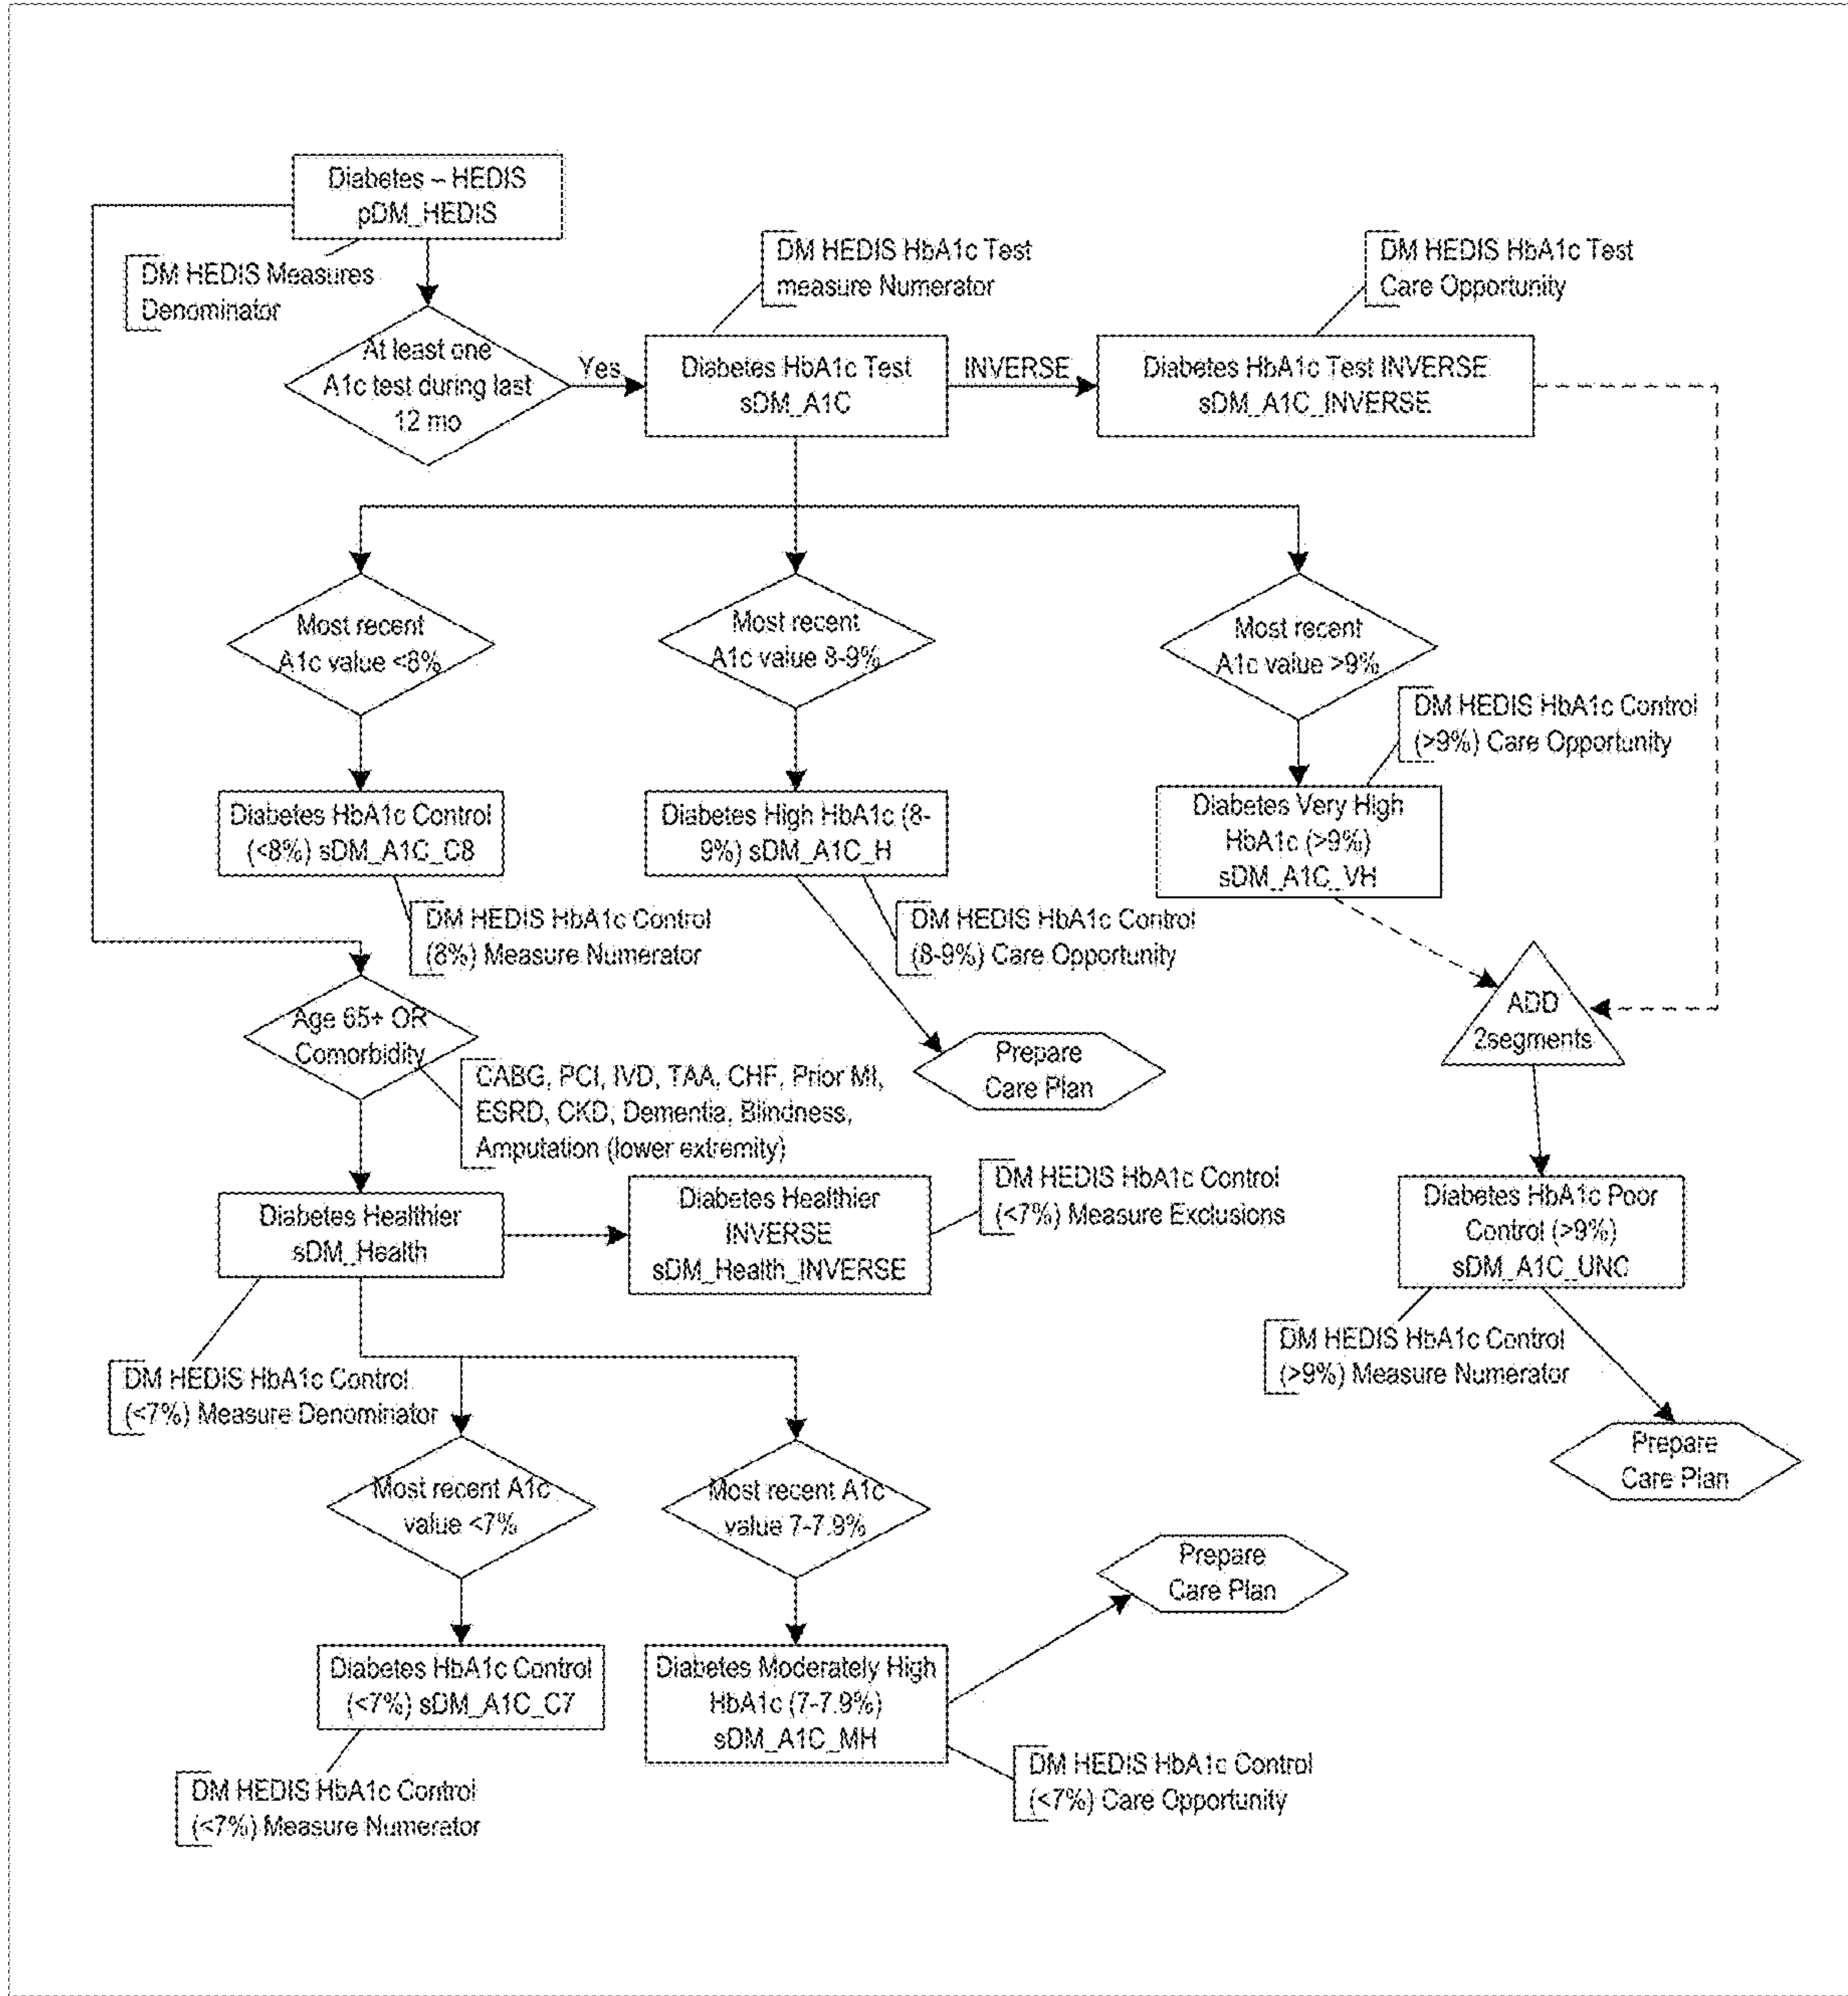 Diabetes – HEDIS
pDM_HEDIS
DM HEDIS Measures
Denominator
At least one
A1c test during last
12 mo
Yes
DM HEDIS HbA1c Test
measure Numerator
Diabetes HbA1c Test
sDM_A1C
INVERSE
DM HEDIS HbA1c Test
Care Opportunity
Diabetes HbA1c Test INVERSE
sDM_A1C_INVERSE
Most recent
A1c value <8%
Most recent
A1c value 8-9%
Most recent
A1c value >9%
DM HEDIS HbA1c Control
(>9%) Care Opportunity
Diabetes HbA1c Control
(<8%) sDM_A1C_C8
Diabetes High HbA1c (8-
9%) sDM_A1C_H
Diabetes Very High
HbA1c (>9%)
sDM_A1C_VH
DM HEDIS HbA1c Control
(8%) Measure Numerator
DM HEDIS HbA1c Control
(8-9%) Care Opportunity
Age 65+ OR
Comorbidity
CABG, PCI, IVD, TAA, CHF, Prior MI,
ESRD, CKD, Dementia, Blindness,
Amputation (lower extremity)
Prepare
Care Plan
ADD
2segments
Diabetes Healthier
sDM_Health
Diabetes Healthier
INVERSE
sDM_Health_INVERSE
DM HEDIS HbA1c Control
(<7%) Measure Exclusions
Diabetes HbA1c Poor
Control (>9%)
sDM_A1C_UNC
DM HEDIS HbA1c Control
(<7%) Measure Denominator
DM HEDIS HbA1c Control
(>9%) Measure Numerator
Prepare
Care Plan
Most recent A1c
value <7%
Most recent A1c
value 7-7.9%
Prepare
Care Plan
Diabetes HbA1c Control
(<7%) sDM_A1C_C7
Diabetes Moderately High
HbA1c (7-7.9%)
sDM_A1C_MH
DM HEDIS HbA1c Control
(<7%) Measure Numerator
DM HEDIS HbA1c Control
(<7%) Care Opportunity